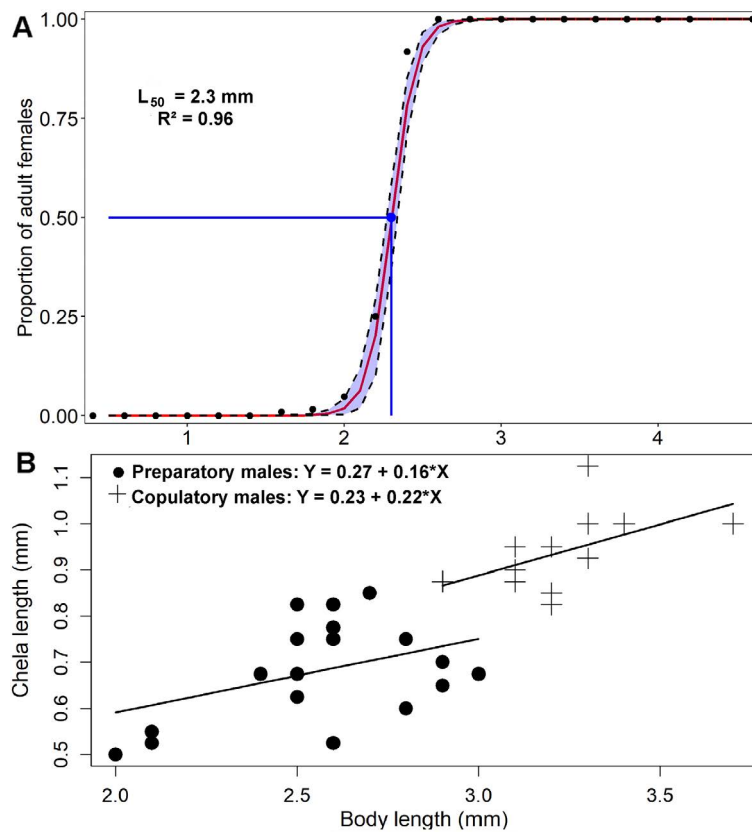 A
1.00
0.75
0.50
0.25
0.00
Proportion of adult females
L50 = 2.3 mm
R² = 0.96
1 2 3 4
B
1.1
1.0
0.9
0.8
0.7
0.6
0.5
Chela length (mm)
Preparatory males: Y = 0.27 + 0.16*X
Copulatory males: Y = 0.23 + 0.22*X
2.0 2.5 3.0 3.5
Body length (mm)